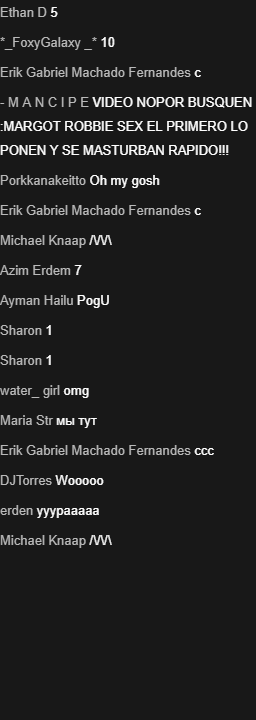 Ethan D 5
*_FoxyGalaxy _* 10
Erik Gabriel Machado Fernandes c
- M A N C I P E VIDEO NOPOR BUSQUEN
:MARGOT ROBBIE SEX EL PRIMERO LO
PONEN Y SE MASTURBAN RAPIDO!!!
Porkkanakeitto Oh my gosh
Erik Gabriel Machado Fernandes c
Michael Knaap /\/\/\
Azim Erdem 7
Ayman Hailu PogU
Sharon 1
Sharon 1
water_ girl omg
Maria Str мы тут
Erik Gabriel Machado Fernandes ccc
DJTorres Wooooo
erden yyypaaaaa
Michael Knaap /\/\/\